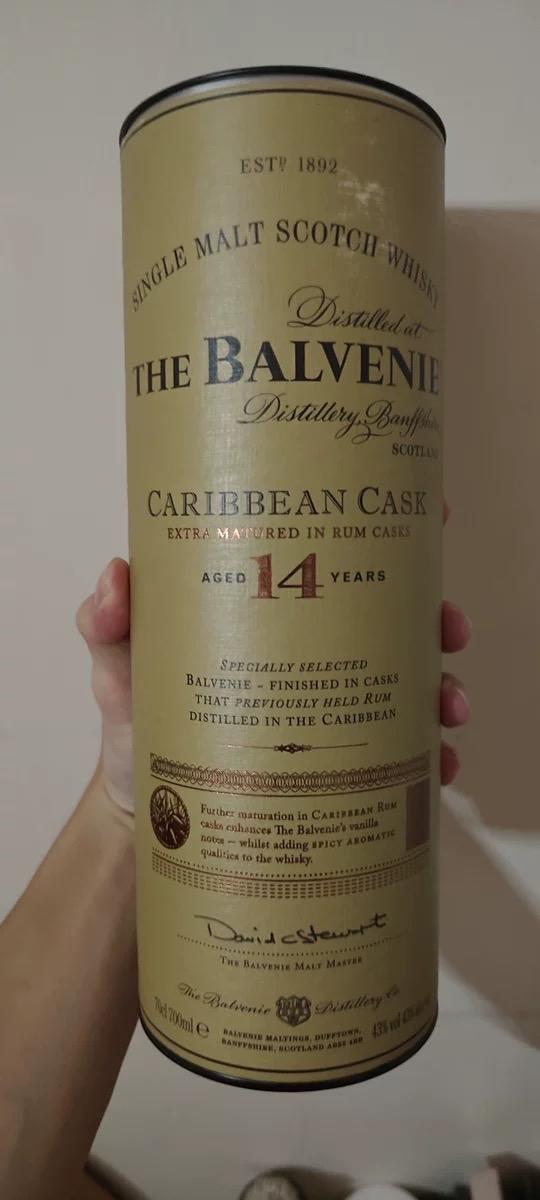 ESTD 1892
SINGLE MALT SCOTCH WHISKY
Distilled at
THE BALVENIE
Distillery, Banffshire
SCOTLAND
CARIBBEAN CASK
EXTRA MATURED IN RUM CASKS
AGED 14 YEARS
SPECIALLY SELECTED
BALVENIE - FINISHED IN CASKS
THAT PREVIOUSLY HELD RUM
DISTILLED IN THE CARIBBEAN
Further maturation in CARIBBEAN RUM
casks enhances The Balvenie's vanilla
notes – whilst adding SPICY AROMATIC
qualities to the whisky.
David C Stewart
THE BALVENIE MALT MASTER
The Balvenie Distillery Co.
70cl 700ml e
BALVENIE MALTINGS, DUFFTOWN,
BANFFSHIRE, SCOTLAND AB55 4BB
43% vol